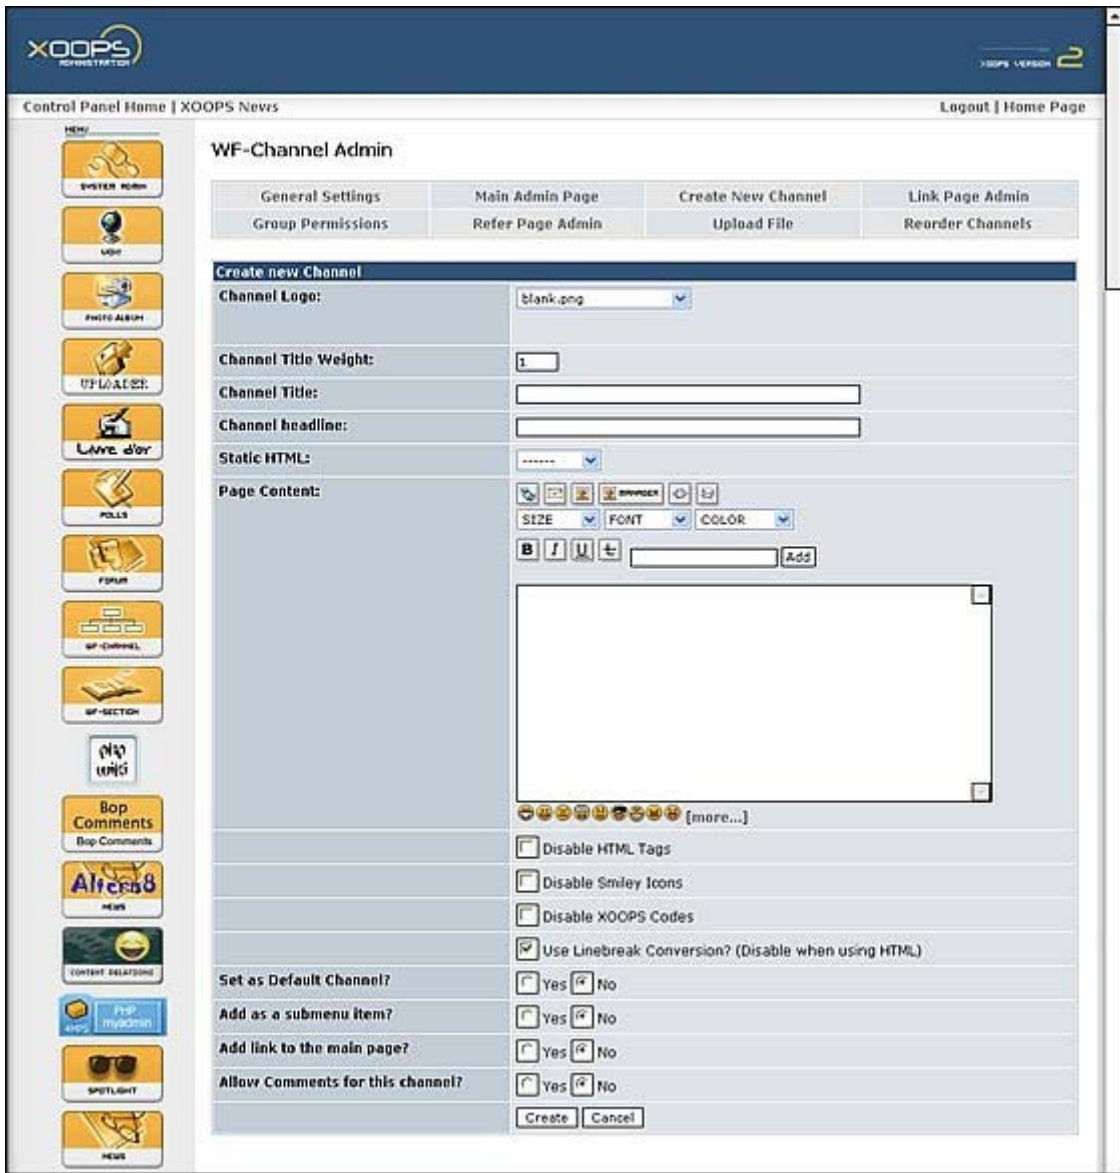 XOOPS
ADMINISTRATION
XOOPS VERSION 2
Control Panel Home | XOOPS News
Logout | Home Page
MENU
SYSTEM ADMIN
PHOTO ALBUM
UPLOADER
Livre d'or
POLLS
FORUM
WF-CHANNEL
WF-SECTION
php
wiki
Bop
Comments
Bop Comments
Altern8
NEWS
CONTENT RELATIONS
PHP
myadmin
SPOTLIGHT
NEWS
WF-Channel Admin
General Settings Main Admin Page Create New Channel Link Page Admin
Group Permissions Refer Page Admin Upload File Reorder Channels
Create new Channel
Channel Logo: blank.png
Channel Title Weight: 1
Channel Title:
Channel headline:
Static HTML: ------
Page Content:
MANAGER
SIZE FONT COLOR
B I U t Add
[more...]
Disable HTML Tags
Disable Smiley Icons
Disable XOOPS Codes
Use Linebreak Conversion? (Disable when using HTML)
Set as Default Channel? Yes No
Add as a submenu item? Yes No
Add link to the main page? Yes No
Allow Comments for this channel? Yes No
Create Cancel